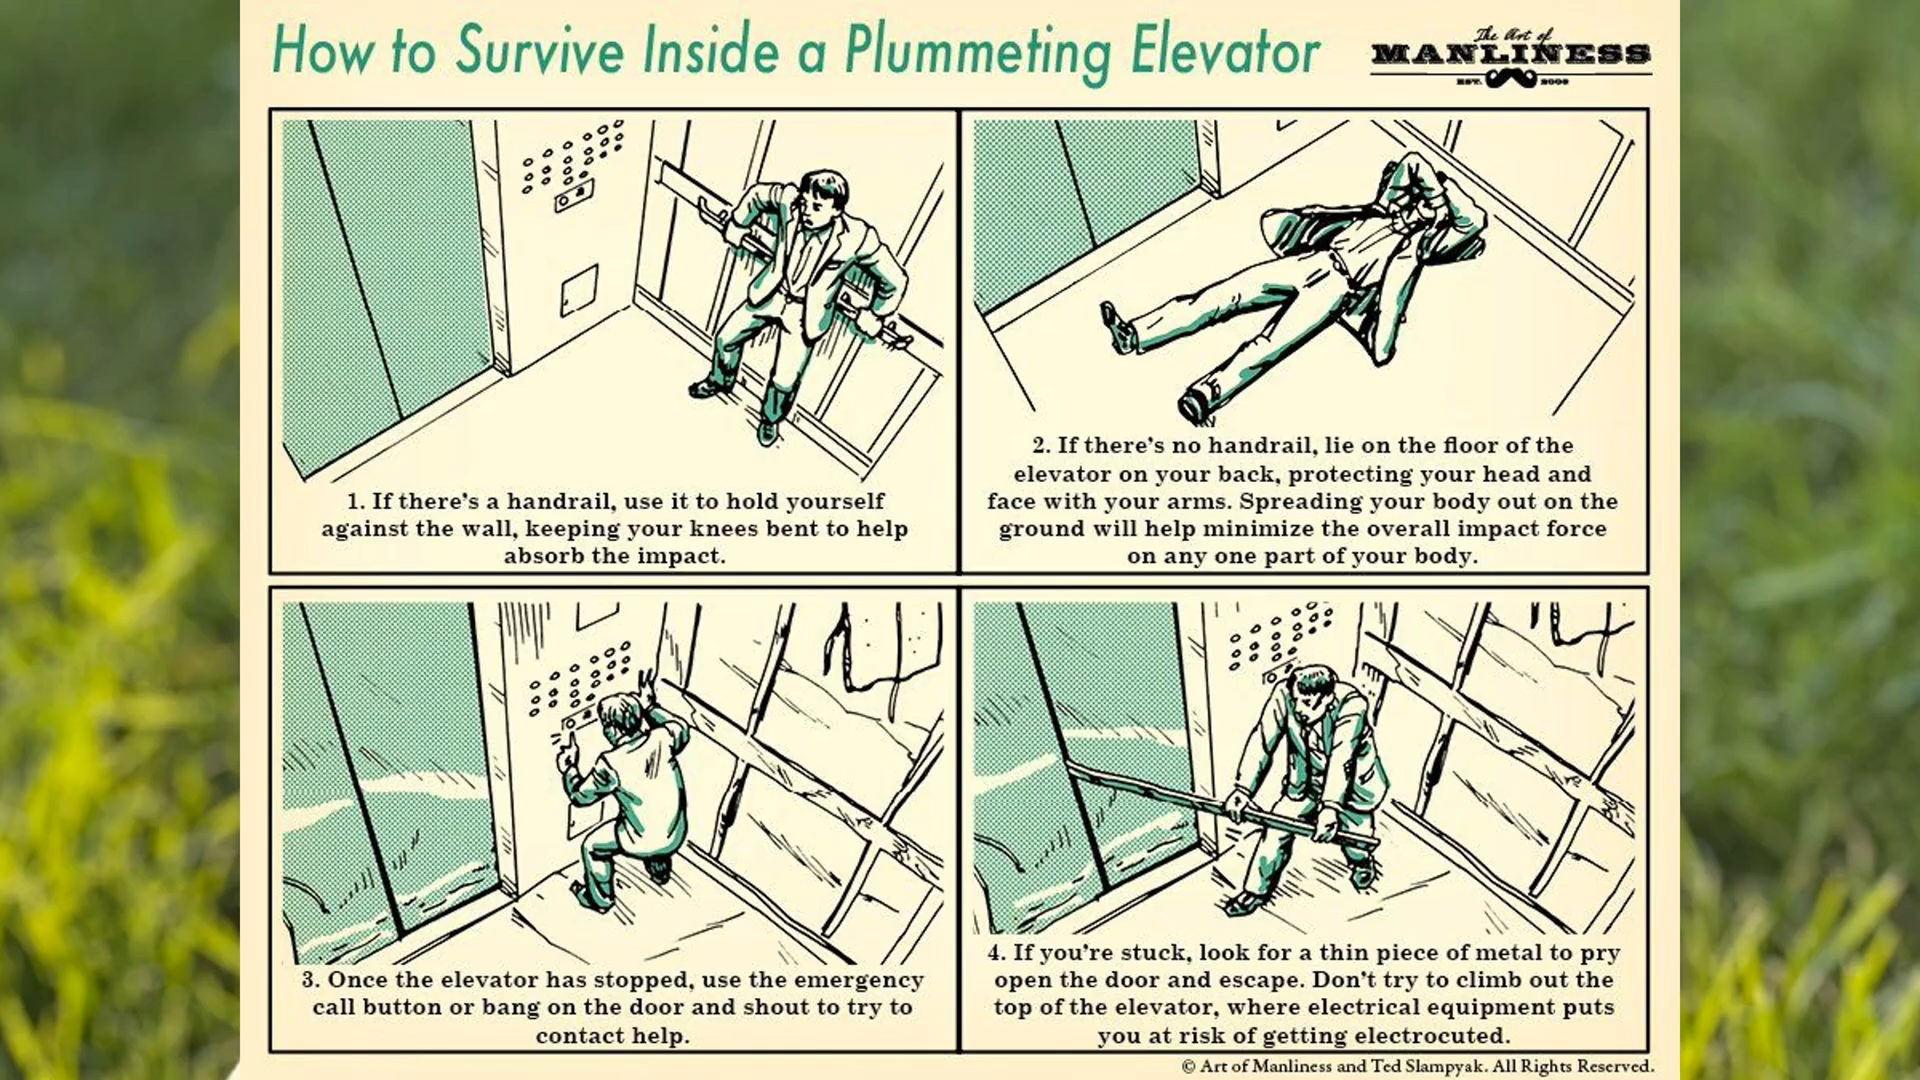 How to Survive Inside a Plummeting Elevator
The Art of
MANLINESS
EST. 2008
1. If there's a handrail, use it to hold yourself
against the wall, keeping your knees bent to help
absorb the impact.
2. If there's no handrail, lie on the floor of the
elevator on your back, protecting your head and
face with your arms. Spreading your body out on the
ground will help minimize the overall impact force
on any one part of your body.
3. Once the elevator has stopped, use the emergency
call button or bang on the door and shout to try to
contact help.
4. If you're stuck, look for a thin piece of metal to pry
open the door and escape. Don't try to climb out the
top of the elevator, where electrical equipment puts
you at risk of getting electrocuted.
© Art of Manliness and Ted Slampyak. All Rights Reserved.